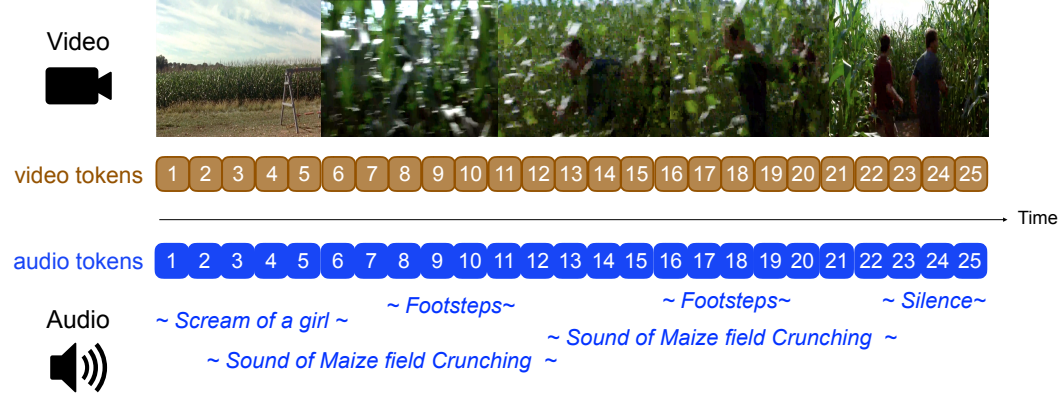 Video
video tokens 1 2 3 4 5 6 7 8 9 10 11 12 13 14 15 16 17 18 19 20 21 22 23 24 25
Time
audio tokens 1 2 3 4 5 6 7 8 9 10 11 12 13 14 15 16 17 18 19 20 21 22 23 24 25
~ Footsteps~ ~ Footsteps~ ~ Silence~
Audio ~ Scream of a girl ~
~ Sound of Maize field Crunching ~
~ Sound of Maize field Crunching ~